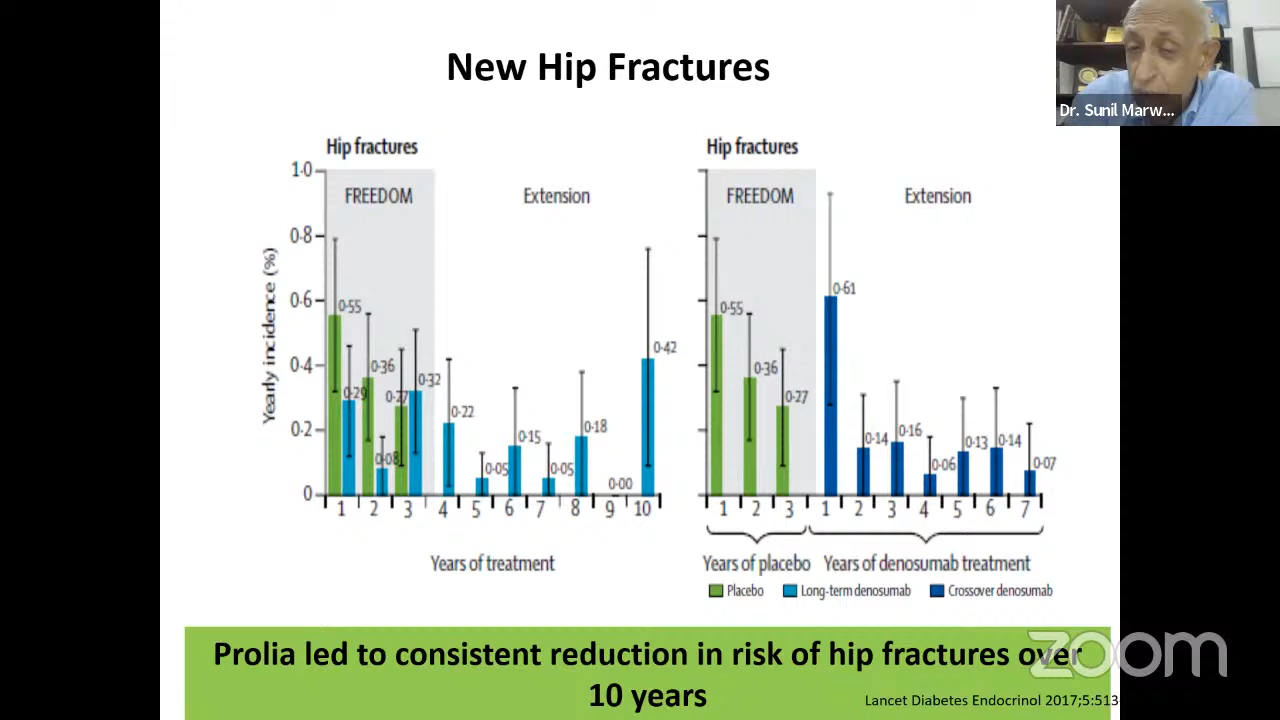 New Hip Fractures
Dr. Sunil Marw...
Hip fractures
FREEDOM
Extension
Yearly incidence (%)
1·0
0·8
0·6
0·4
0·2
0
0·55
0·29
0·36
0·08
0·27
0·32
0·22
0·05
0·15
0·05
0·18
0·00
0·42
1 2 3 4 5 6 7 8 9 10
Years of treatment
Hip fractures
FREEDOM
Extension
0·55
0·36
0·27
0·61
0·14
0·16
0·06
0·13
0·14
0·07
1 2 3 1 2 3 4 5 6 7
Years of placebo
Years of denosumab treatment
Placebo Long-term denosumab Crossover denosumab
Prolia led to consistent reduction in risk of hip fractures over
10 years
Lancet Diabetes Endocrinol 2017;5:513
zoom